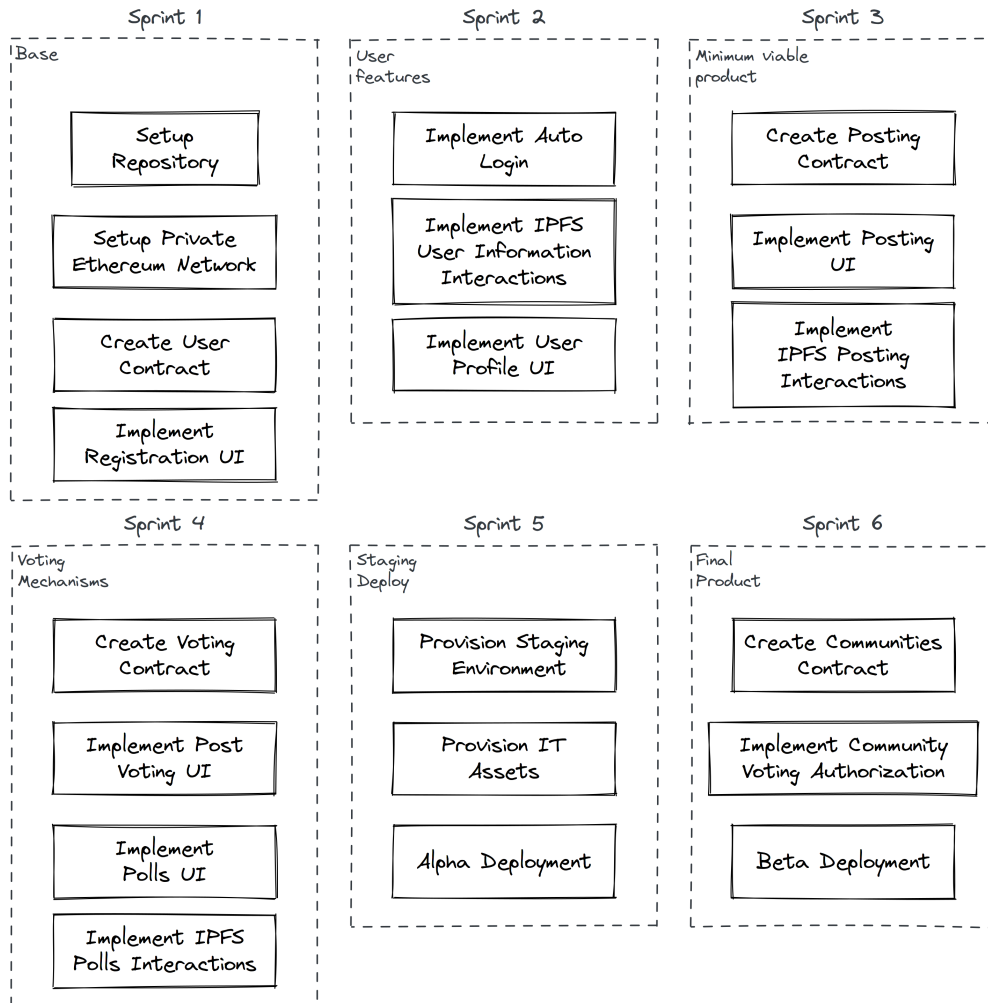 Sprint 1
Base
Setup
Repository
Setup Private
Ethereum Network
Create User
Contract
Implement
Registration UI
Sprint 2
User
features
Implement Auto
Login
Implement IPFS
User Information
Interactions
Implement User
Profile UI
Sprint 3
Minimum viable
product
Create Posting
Contract
Implement Posting
UI
Implement
IPFS Posting
Interactions
Sprint 4
Voting
Mechanisms
Create Voting
Contract
Implement Post
Voting UI
Implement
Polls UI
Implement IPFS
Polls Interactions
Sprint 5
Staging
Deploy
Provision Staging
Environment
Provision IT
Assets
Alpha Deployment
Sprint 6
Final
Product
Create Communities
Contract
Implement Community
Voting Authorization
Beta Deployment